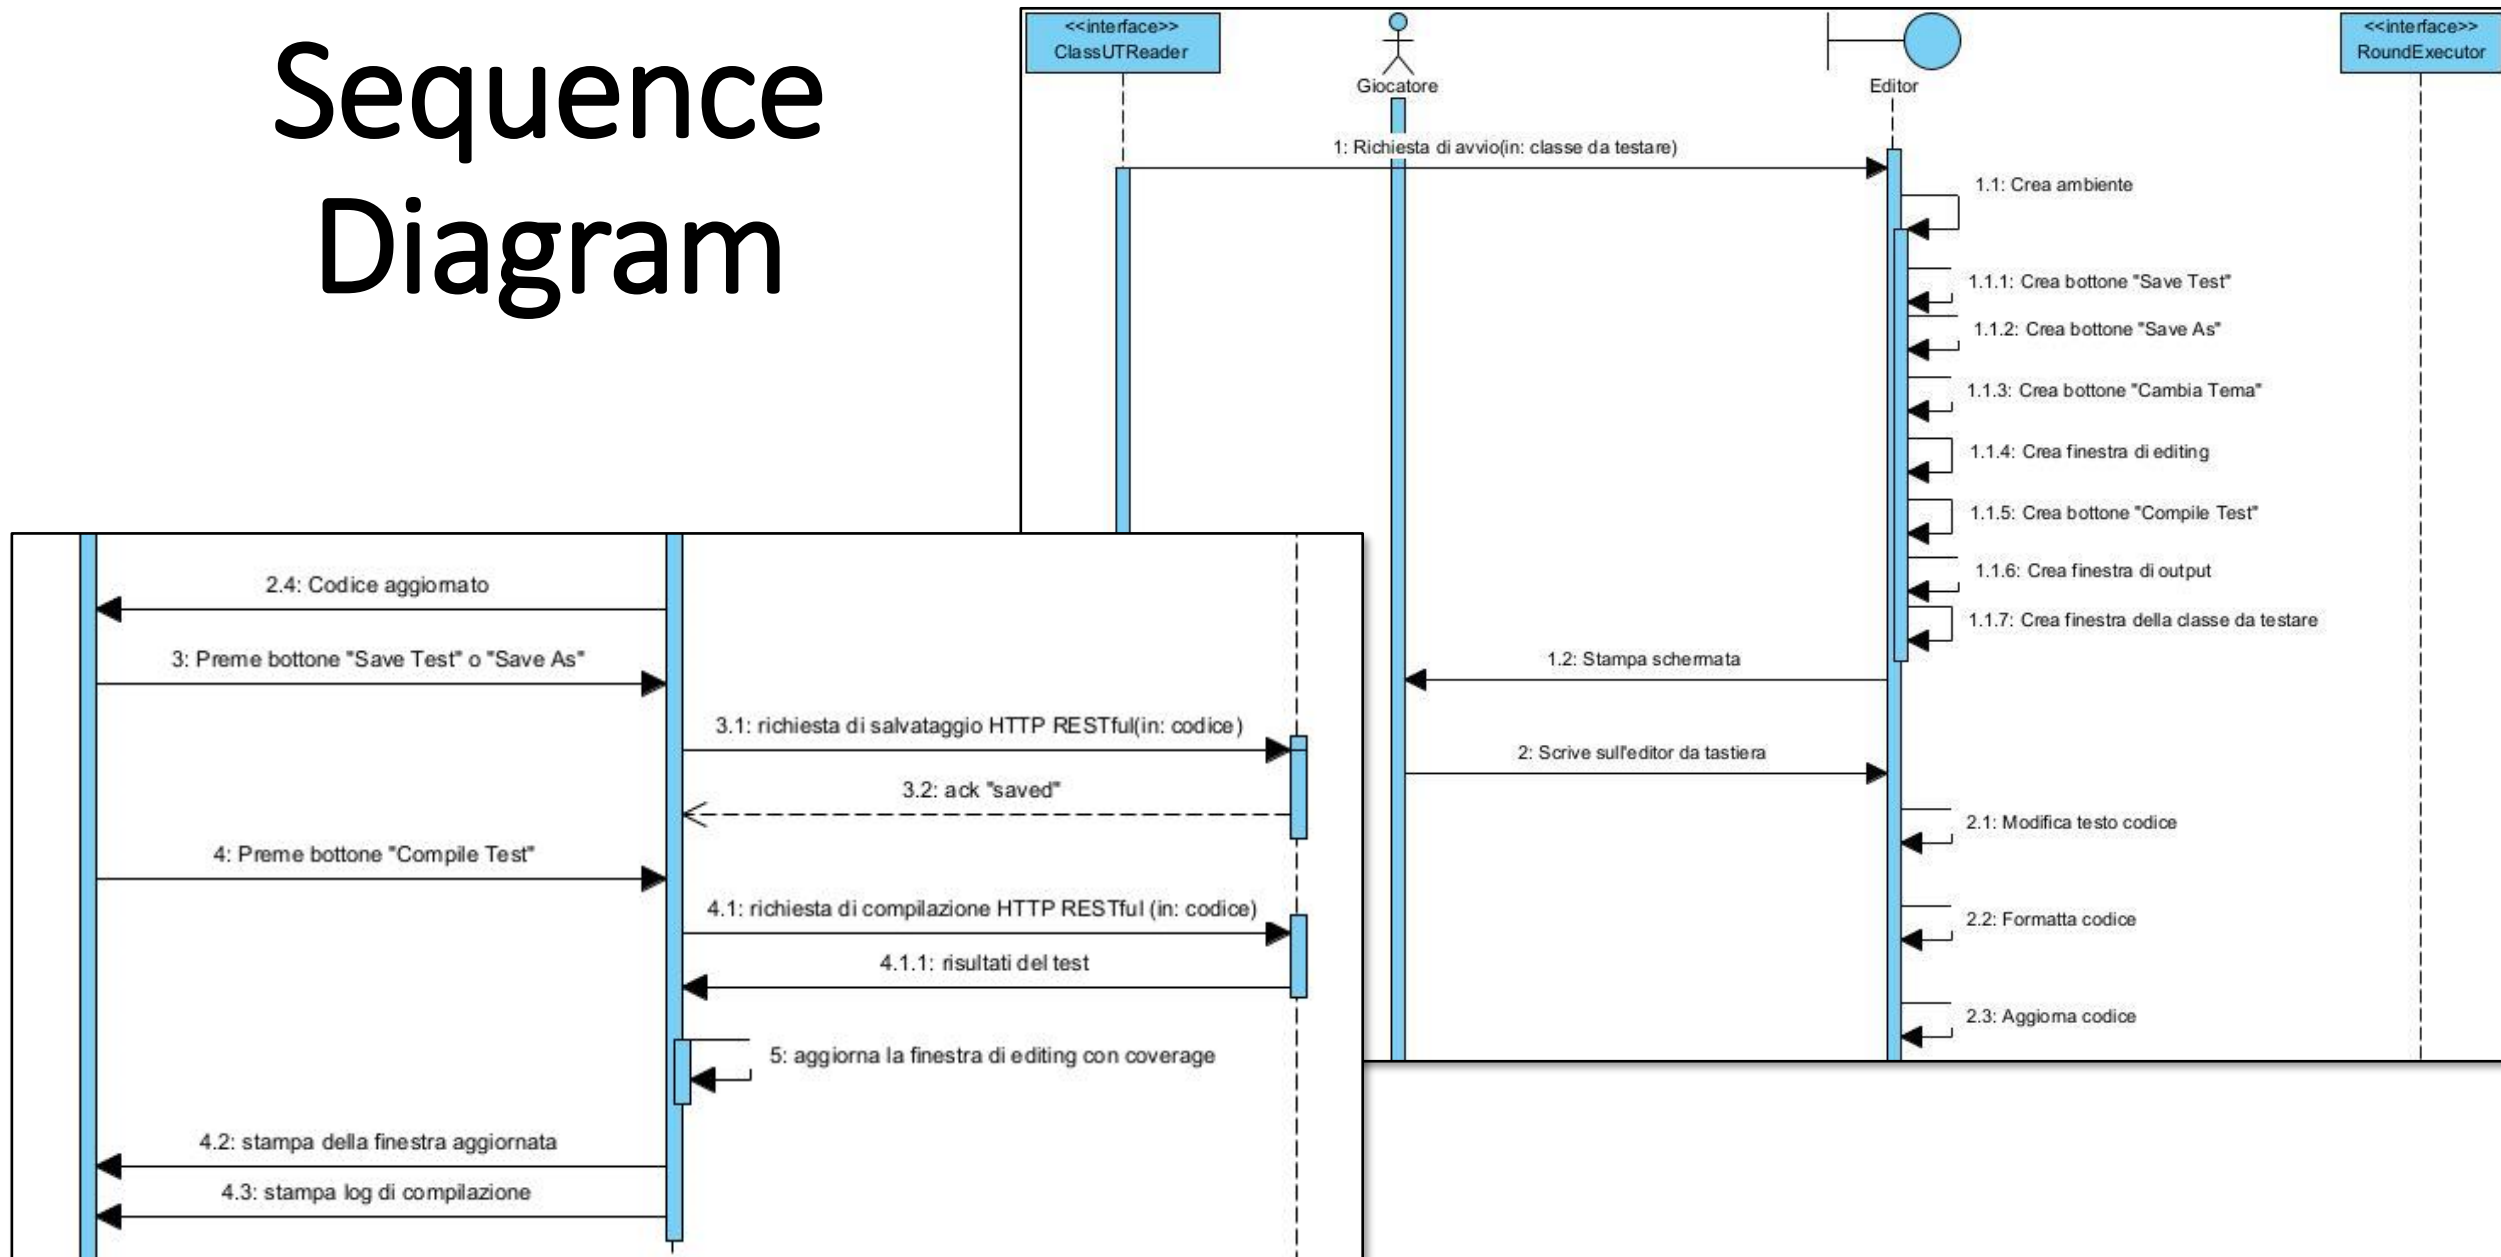 Sequence
Diagram
<<interface>>
ClassUTReader
Giocatore
Editor
<<interface>>
RoundExecutor
1: Richiesta di avvio(in: classe da testare)
1.1: Crea ambiente
1.1.1: Crea bottone "Save Test"
1.1.2: Crea bottone "Save As"
1.1.3: Crea bottone "Cambia Tema"
1.1.4: Crea finestra di editing
1.1.5: Crea bottone "Compile Test"
1.1.6: Crea finestra di output
1.1.7: Crea finestra della classe da testare
1.2: Stampa schermata
2: Scrive sull'editor da tastiera
2.1: Modifica testo codice
2.2: Formatta codice
2.3: Aggiorna codice
2.4: Codice aggiornato
3: Preme bottone "Save Test" o "Save As"
3.1: richiesta di salvataggio HTTP RESTful(in: codice)
3.2: ack "saved"
4: Preme bottone "Compile Test"
4.1: richiesta di compilazione HTTP RESTful (in: codice)
4.1.1: risultati del test
5: aggiorna la finestra di editing con coverage
4.2: stampa della finestra aggiornata
4.3: stampa log di compilazione